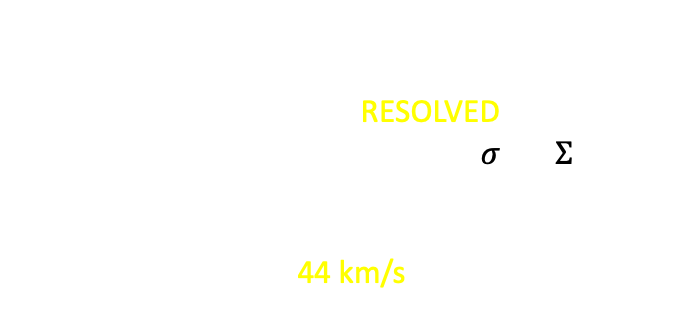 RESOLVED
σ Σ
44 km/s